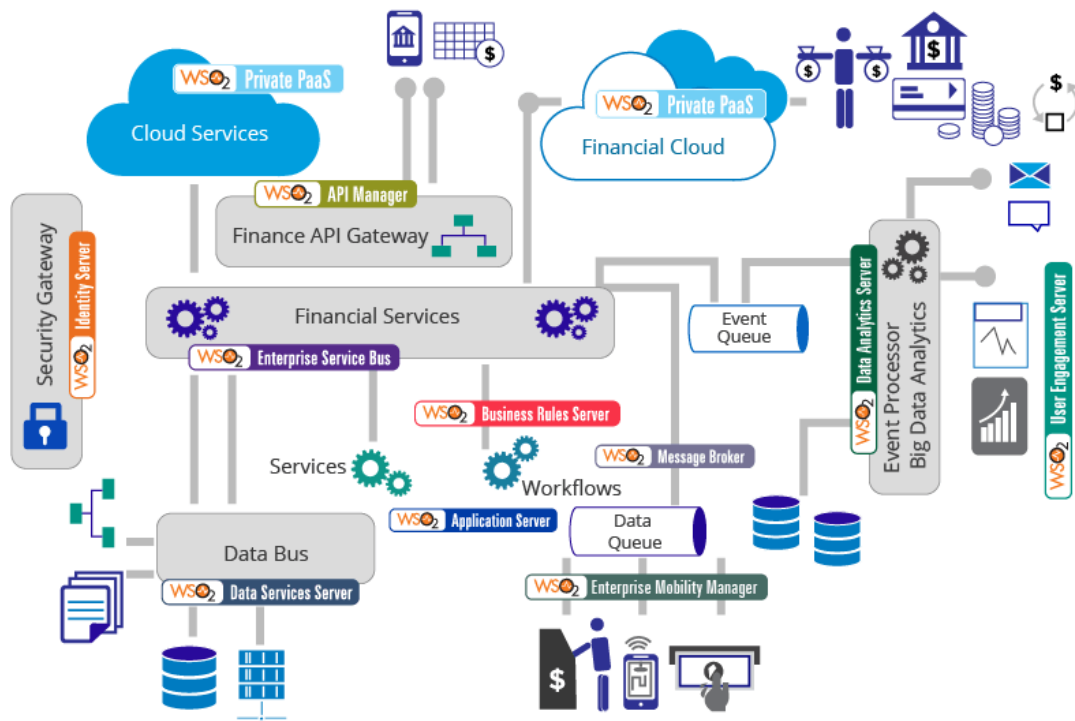 WSO2 Private PaaS
Cloud Services
$
WSO2 Private PaaS
Financial Cloud
$ $
$
$
WSO2 API Manager
Finance API Gateway
Security Gateway
WSO2 Identity Server
Financial Services
WSO2 Enterprise Service Bus
Event
Queue
WSO2 Data Analytics Server
Event Processor
Big Data Analytics
WSO2 User Engagement Server
WSO2 Business Rules Server
Services
Workflows
WSO2 Message Broker
WSO2 Application Server
Data
Queue
Data Bus
WSO2 Data Services Server
WSO2 Enterprise Mobility Manager
$